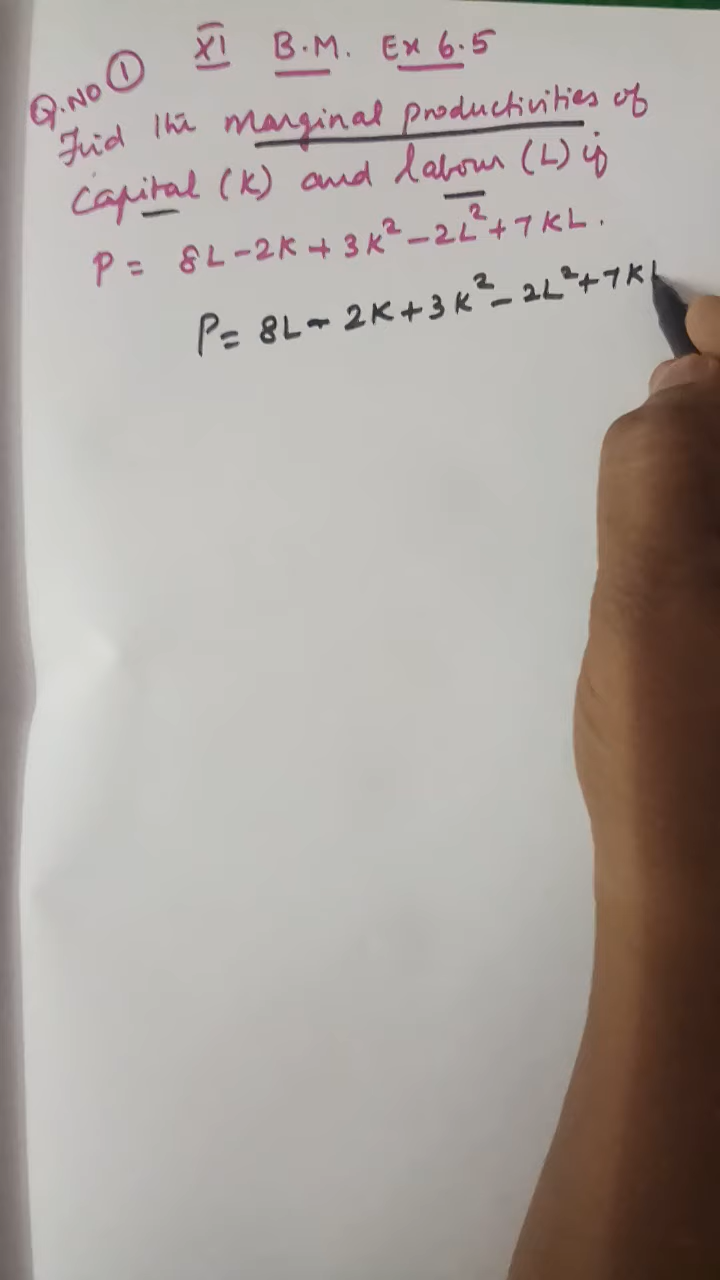 XI B.M. Ex 6.5
Q.NO ①
Find the marginal productivities of
Capital (K) and labour (L) if
P = 8L - 2K + 3K² - 2L² + 7KL.
P = 8L - 2K + 3K² - 2L² + 7KL